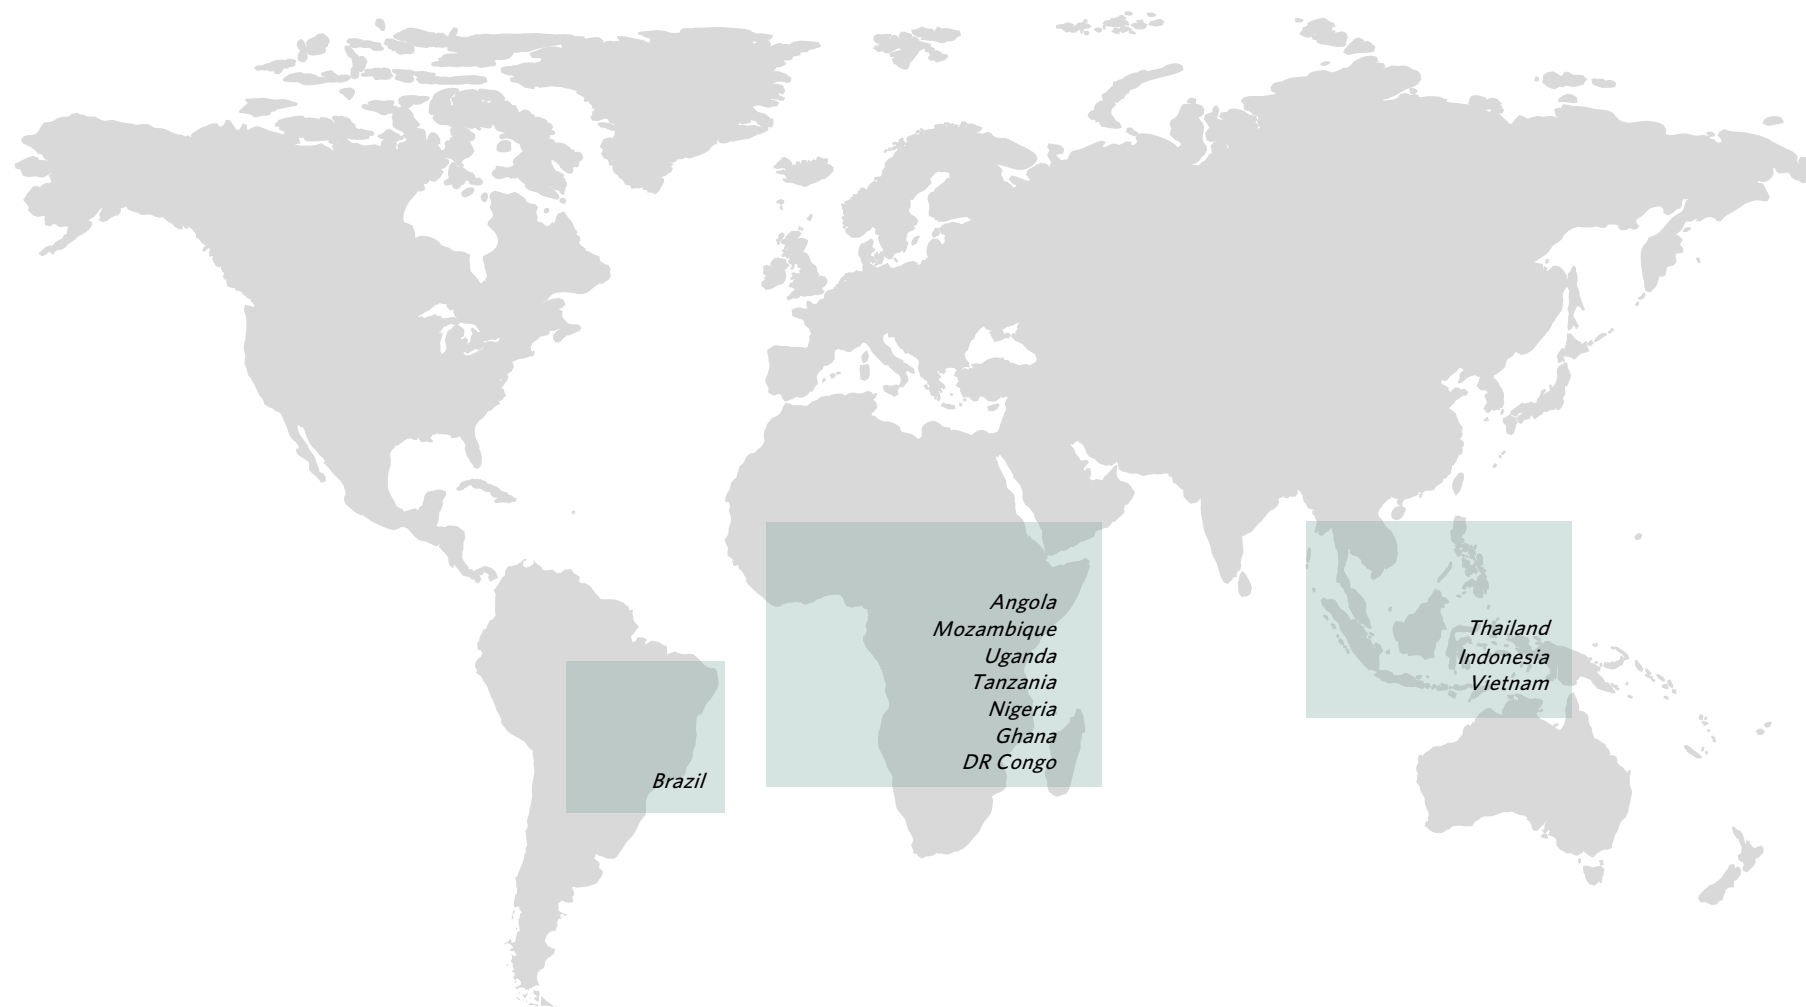 Angola
Mozambique
Uganda
Tanzania
Nigeria
Ghana
DR Congo
Thailand
Indonesia
Vietnam
Brazil